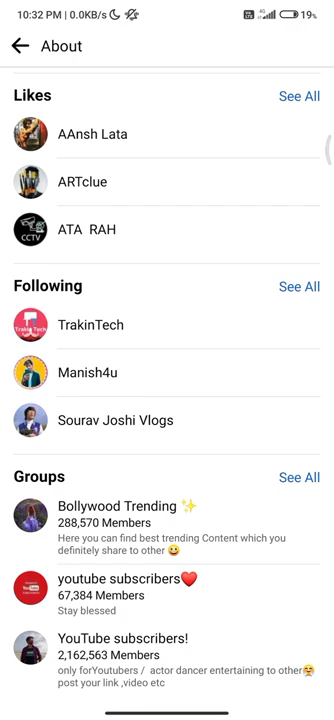 10:32 PM | 0.0KB/s
4G
19%
About
Likes
See All
AAnsh Lata
ARTclue
CCTV
ATA RAH
Following
See All
Trakin Tech
TrakinTech
Manish4u
Sourav Joshi Vlogs
Groups
See All
Bollywood Trending ✨
288,570 Members
Here you can find best trending Content which you
definitely share to other 😀
youtube subscribers❤️
67,384 Members
Stay blessed
YouTube subscribers!
2,162,563 Members
only forYoutubers / actor dancer entertaining to other🤗
post your link ,video etc